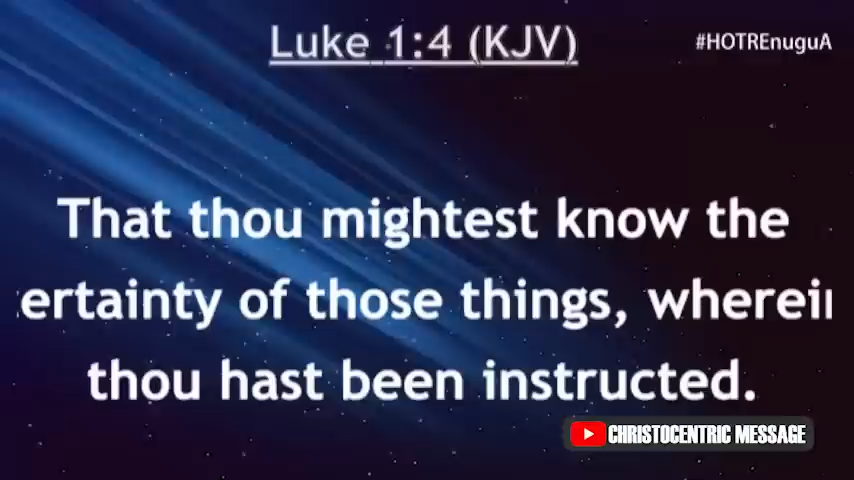 Luke 1:4 (KJV)
#HOTREnuguA
That thou mightest know the
ertainty of those things, wherein
thou hast been instructed.
CHRISTOCENTRIC MESSAGE